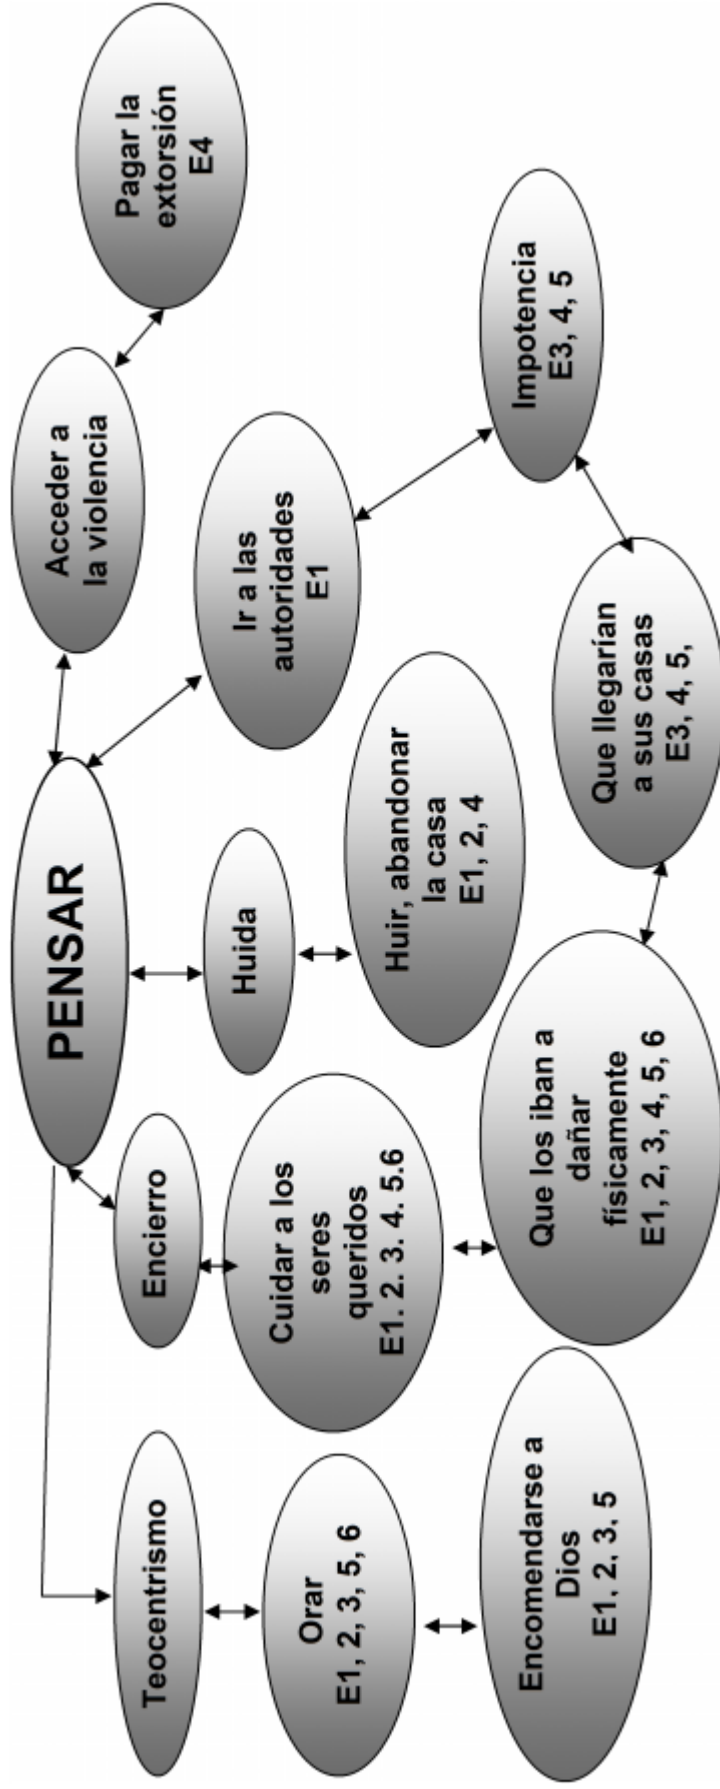 PENSAR
Teocentrismo
Orar
E1, 2, 3, 5, 6
Encomendarse a
Dios
E1, 2, 3, 5
Encierro
Cuidar a los
seres
queridos
E1. 2. 3. 4. 5.6
Que los iban a
dañar
físicamente
E1, 2, 3, 4, 5, 6
Huida
Huir, abandonar
la casa
E1, 2, 4
Que llegarían
a sus casas
E3, 4, 5,
Ir a las
autoridades
E1
Impotencia
E3, 4, 5
Acceder a
la violencia
Pagar la
extorsión
E4